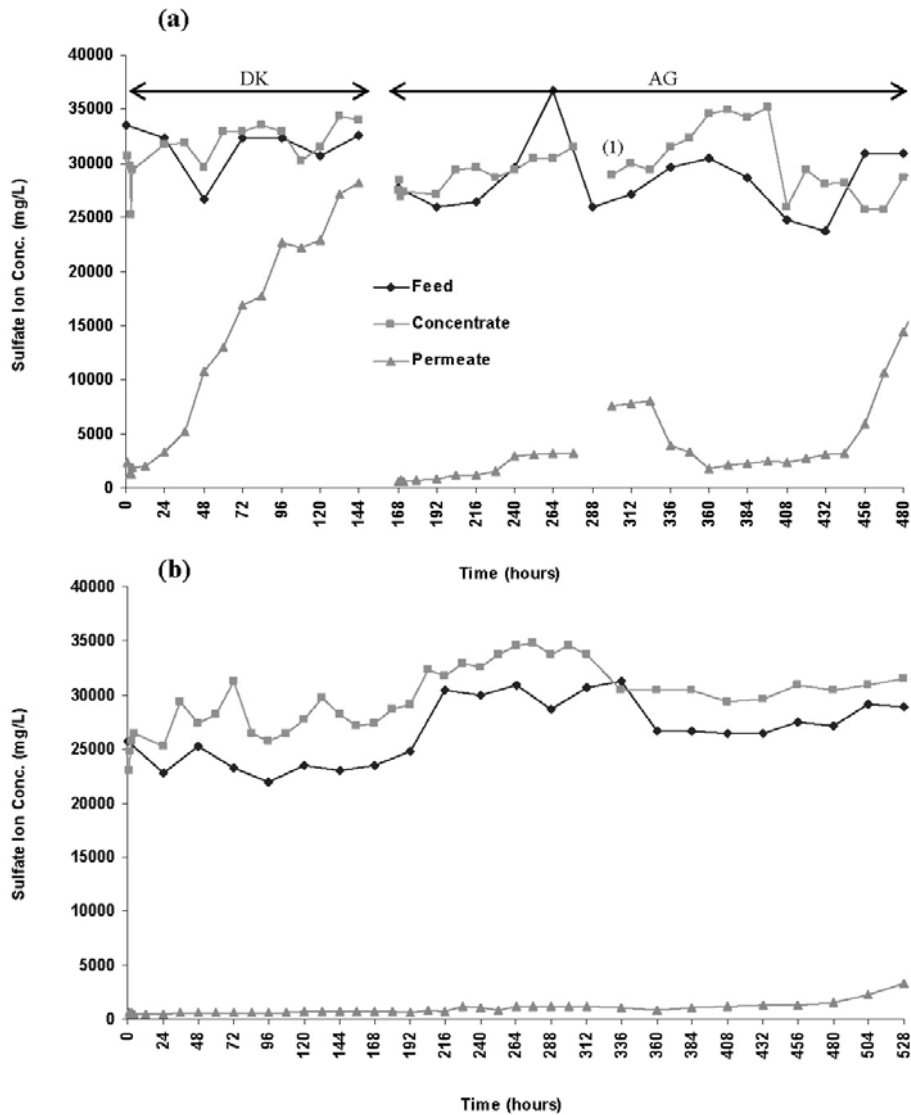 (a)
40000
DK
AG
35000
(1)
30000
25000
Sulfate Ion Conc. (mg/L)
20000
Feed
Concentrate
Permeate
15000
10000
5000
0
0 24 48 72 96 120 144 168 192 216 240 264 288 312 336 360 384 408 432 456 480
Time (hours)
(b)
40000
35000
30000
25000
Sulfate Ion Conc. (mg/L)
20000
15000
10000
5000
0
0 24 48 72 96 120 144 168 192 216 240 264 288 312 336 360 384 408 432 456 480 504 528
Time (hours)